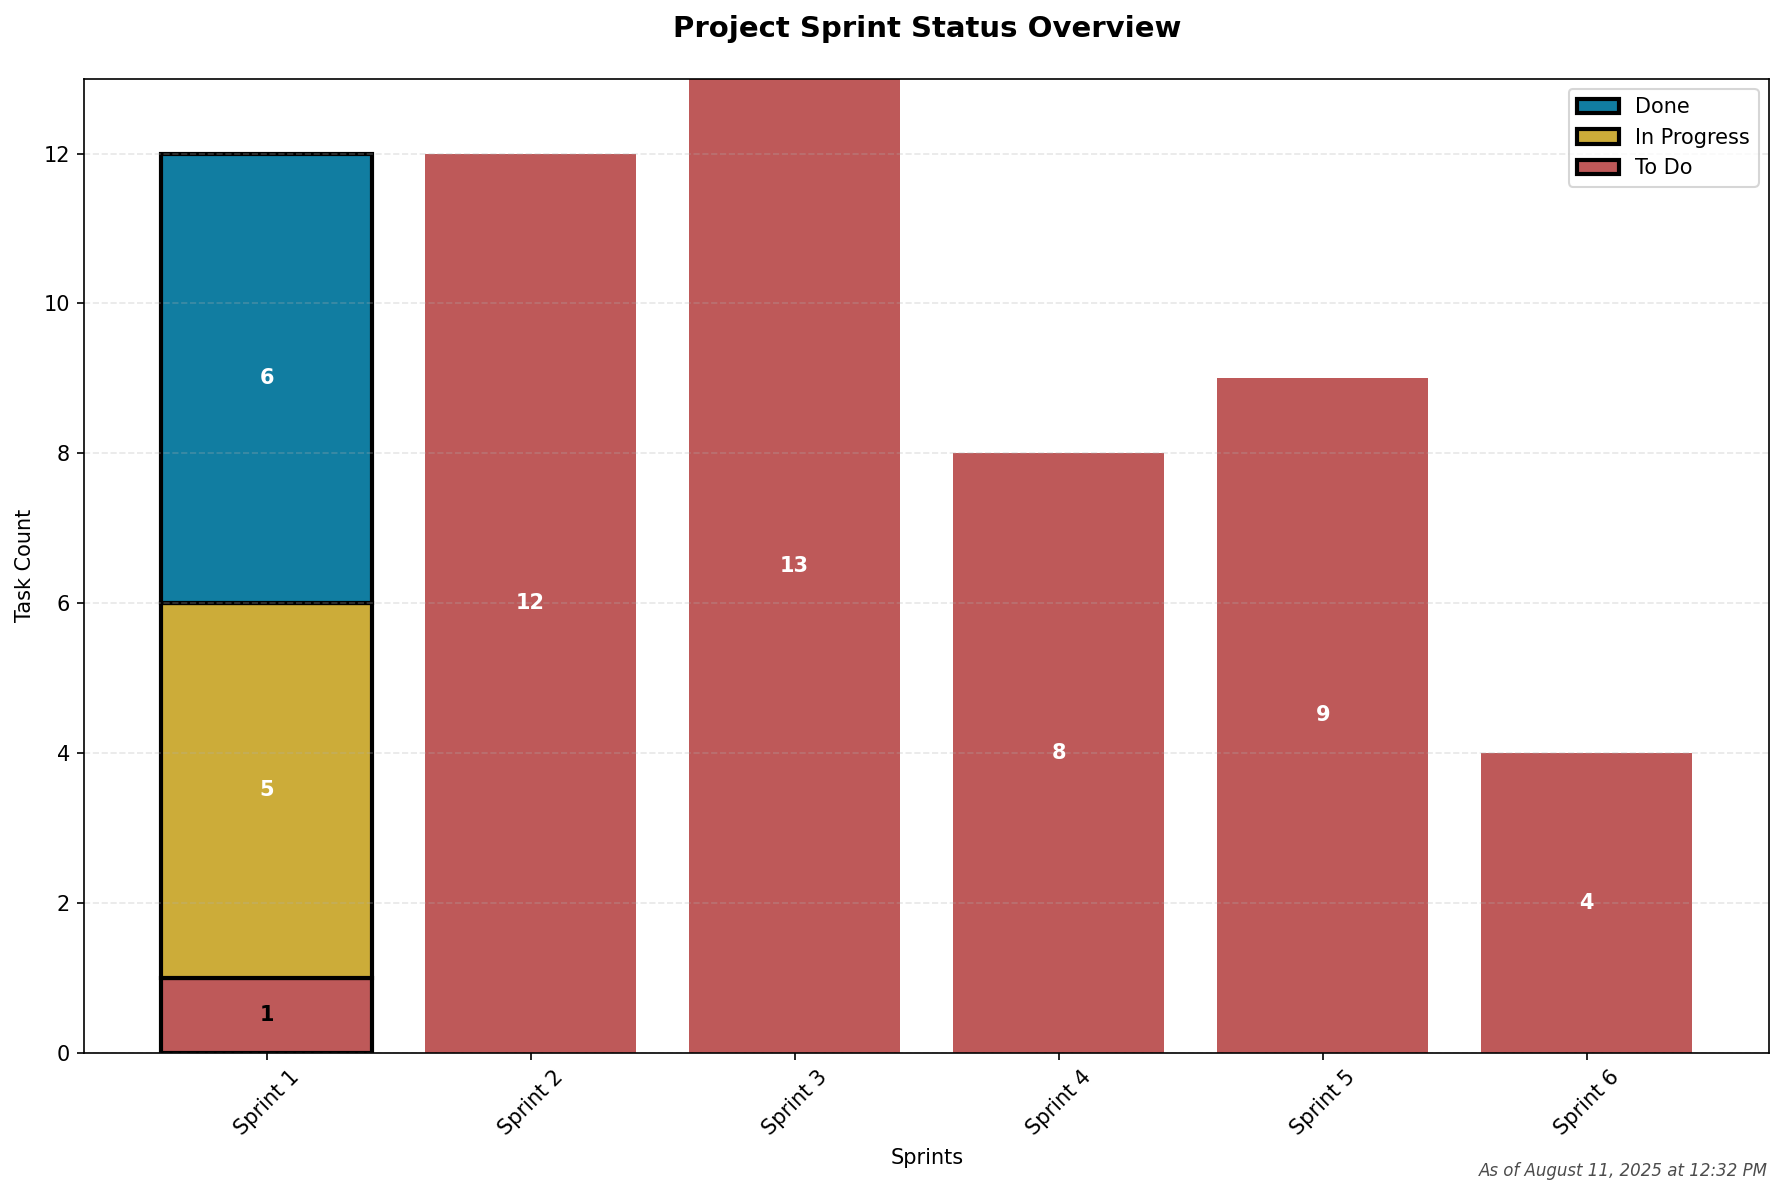 Project Sprint Status Overview
Done
In Progress
To Do
Task Count
12
10
8
6
4
2
0
6
5
1
12
13
8
9
4
Sprint 1
Sprint 2
Sprint 3
Sprint 4
Sprint 5
Sprint 6
Sprints
As of August 11, 2025 at 12:32 PM